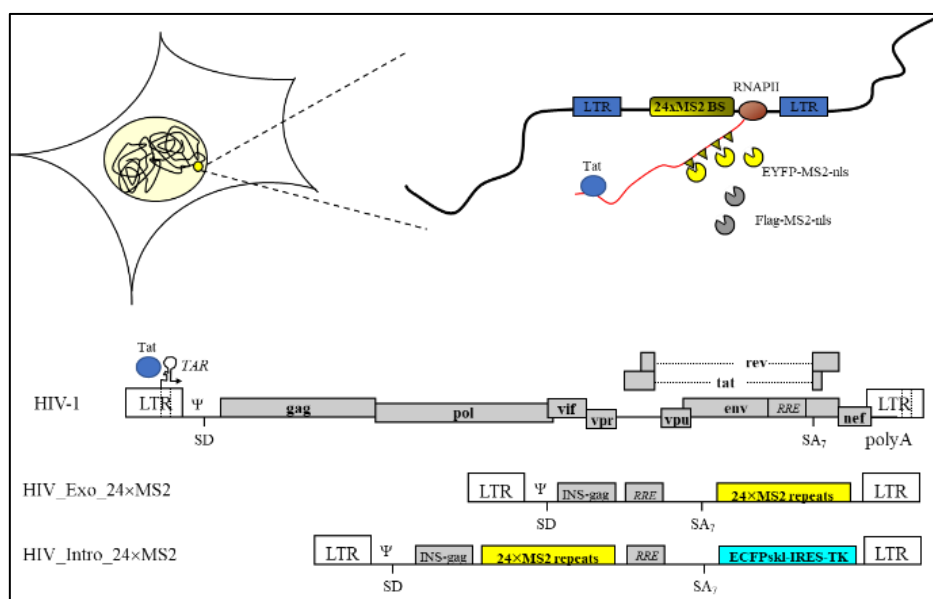 RNAPII
LTR 24xMS2 BS LTR
Tat EYFP-MS2-nls
Flag-MS2-nls
Tat
TAR rev
tat
HIV-1 LTR Ψ gag pol vif vpr vpu env RRE nef LTR
SD SA7 polyA
HIV_Exo_24×MS2 LTR Ψ INS-gag RRE 24×MS2 repeats LTR
SD SA7
HIV_Intro_24×MS2 LTR Ψ INS-gag 24×MS2 repeats RRE ECFPskl-IRES-TK LTR
SD SA7